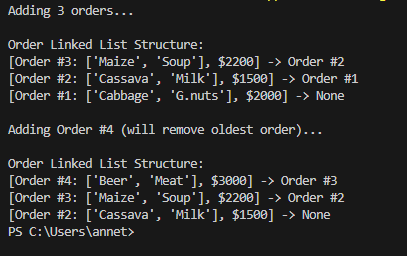 Adding 3 orders...
Order Linked List Structure:
[Order #3: ['Maize', 'Soup'], $2200] -> Order #2
[Order #2: ['Cassava', 'Milk'], $1500] -> Order #1
[Order #1: ['Cabbage', 'G.nuts'], $2000] -> None
Adding Order #4 (will remove oldest order)...
Order Linked List Structure:
[Order #4: ['Beer', 'Meat'], $3000] -> Order #3
[Order #3: ['Maize', 'Soup'], $2200] -> Order #2
[Order #2: ['Cassava', 'Milk'], $1500] -> None
PS C:\Users\annet>